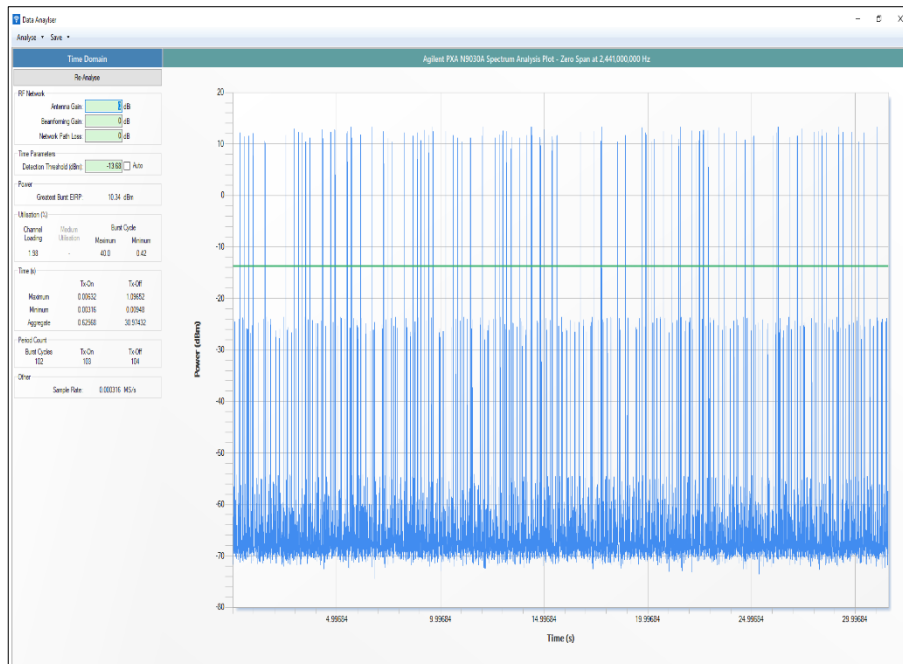 Data Anaylser
Analyse Save
Time Domain
Agilent PXA N9030A Spectrum Analysis Plot - Zero Span at 2,441,000,000 Hz
Re-Analyse
RF Network
Antenna Gain: dB
Beamforming Gain: 0 dB
Network Path Loss: 0 dB
Time Parameters
Detection Threshold (dBm): -13.68 Auto
Power
Greatest Burst EIRP 10.34 dBm
Utilisation (%)
Channel Loading Medium Utilisation Burst Cycle
Maximum Minimum
1.98 - 40.0 0.42
Time (s)
Tx-On Tx-Off
Maximum 0.00632 1.09652
Minimum 0.00316 0.00948
Aggregate 0.62568 30.97432
Period Count
Burst Cycles Tx-On Tx-Off
102 103 104
Other
Sample Rate: 0.000316 MS/s
20
10
0
-10
-20
-30
-40
-50
-60
-70
-80
Power (dBm)
4.99684 9.99684 14.99684 19.99684 24.99684 29.99684
Time (s)